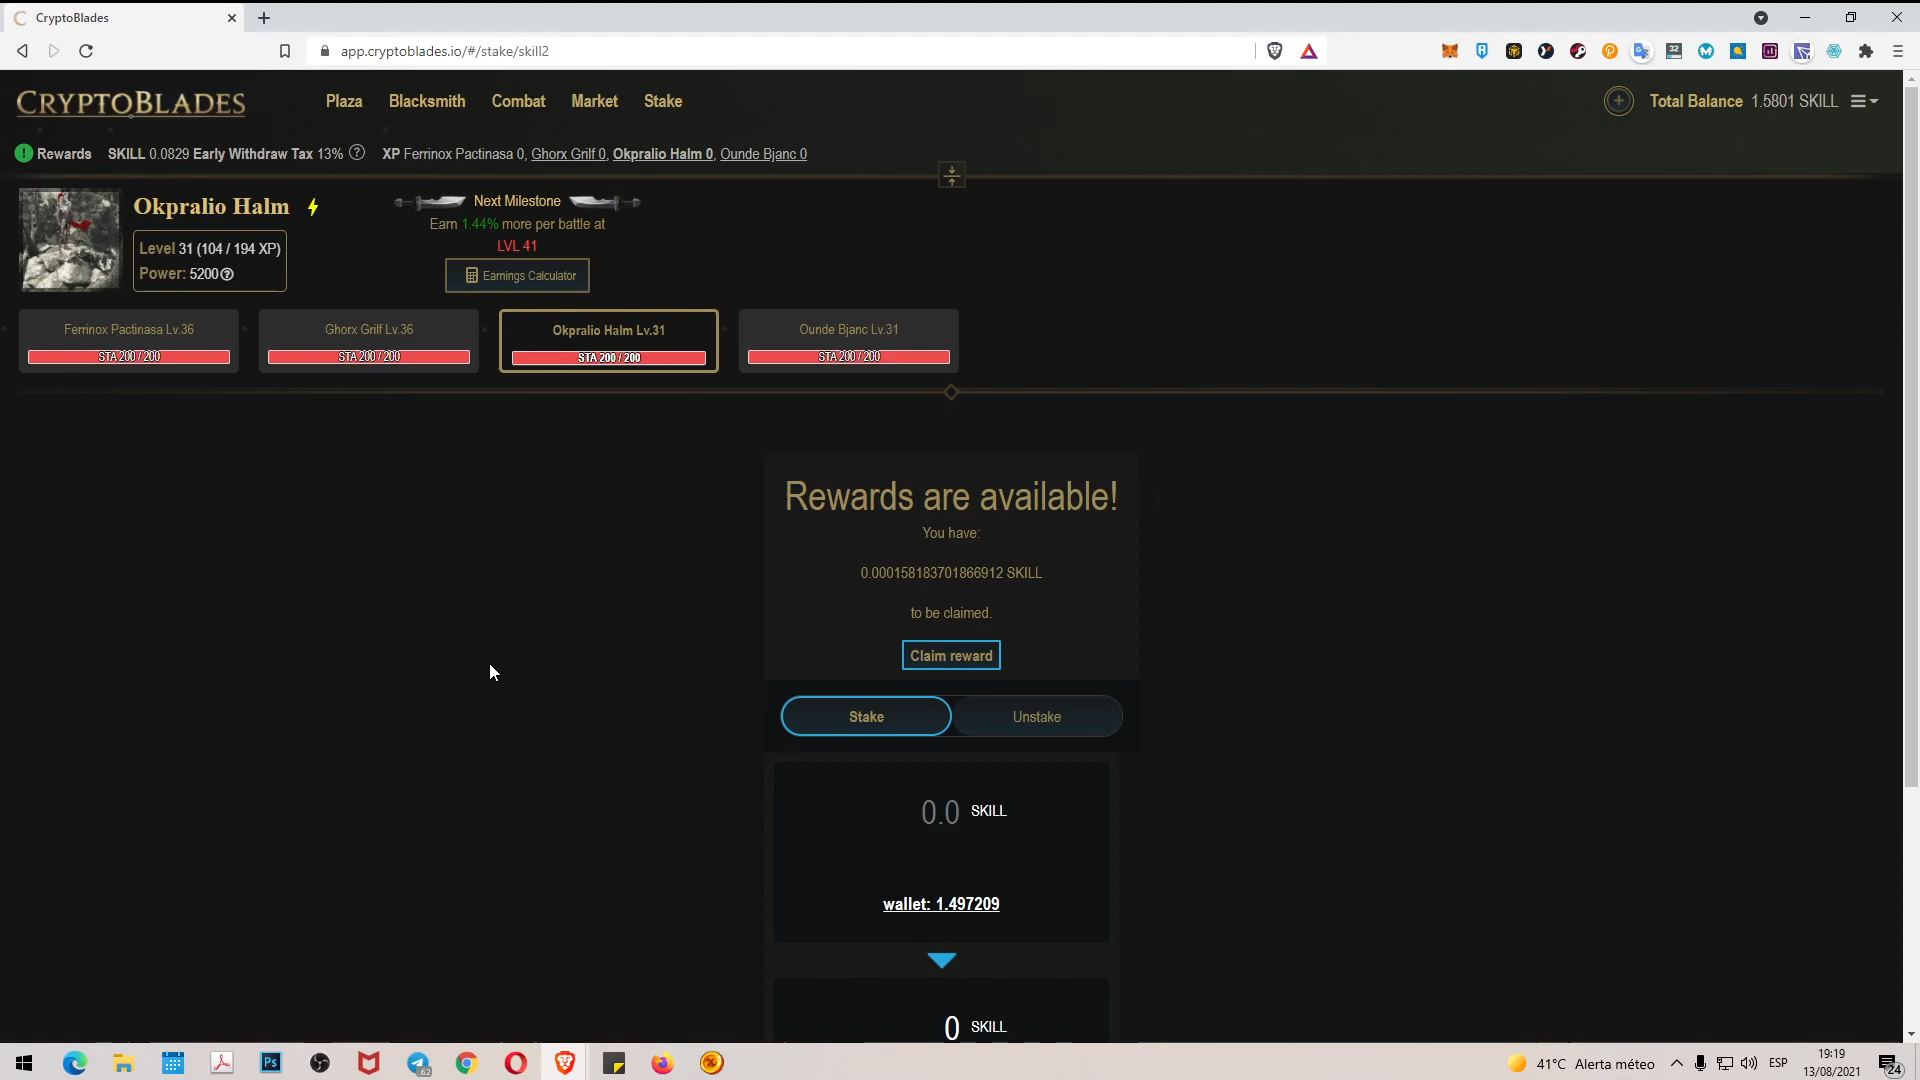 CryptoBlades
app.cryptoblades.io/#/stake/skill2
32
CRYPTOBLADES
Plaza Blacksmith Combat Market Stake
Total Balance 1.5801 SKILL
Rewards SKILL 0.0829 Early Withdraw Tax 13% XP Ferrinox Pactinasa 0, Ghorx Grilf 0, Okpralio Halm 0, Ounde Bjanc 0
Okpralio Halm
Level 31 (104 / 194 XP)
Power: 5200
Next Milestone
Earn 1.44% more per battle at
LVL 41
Earnings Calculator
Ferrinox Pactinasa Lv.36
STA 200 / 200
Ghorx Grilf Lv.36
STA 200 / 200
Okpralio Halm Lv.31
STA 200 / 200
Ounde Bjanc Lv.31
STA 200 / 200
Rewards are available!
You have:
0.000158183701866912 SKILL
to be claimed.
Claim reward
Stake Unstake
0.0 SKILL
wallet: 1.497209
0 SKILL
Ps
62
41°C Alerta méteo
ESP
19:19
13/08/2021
24